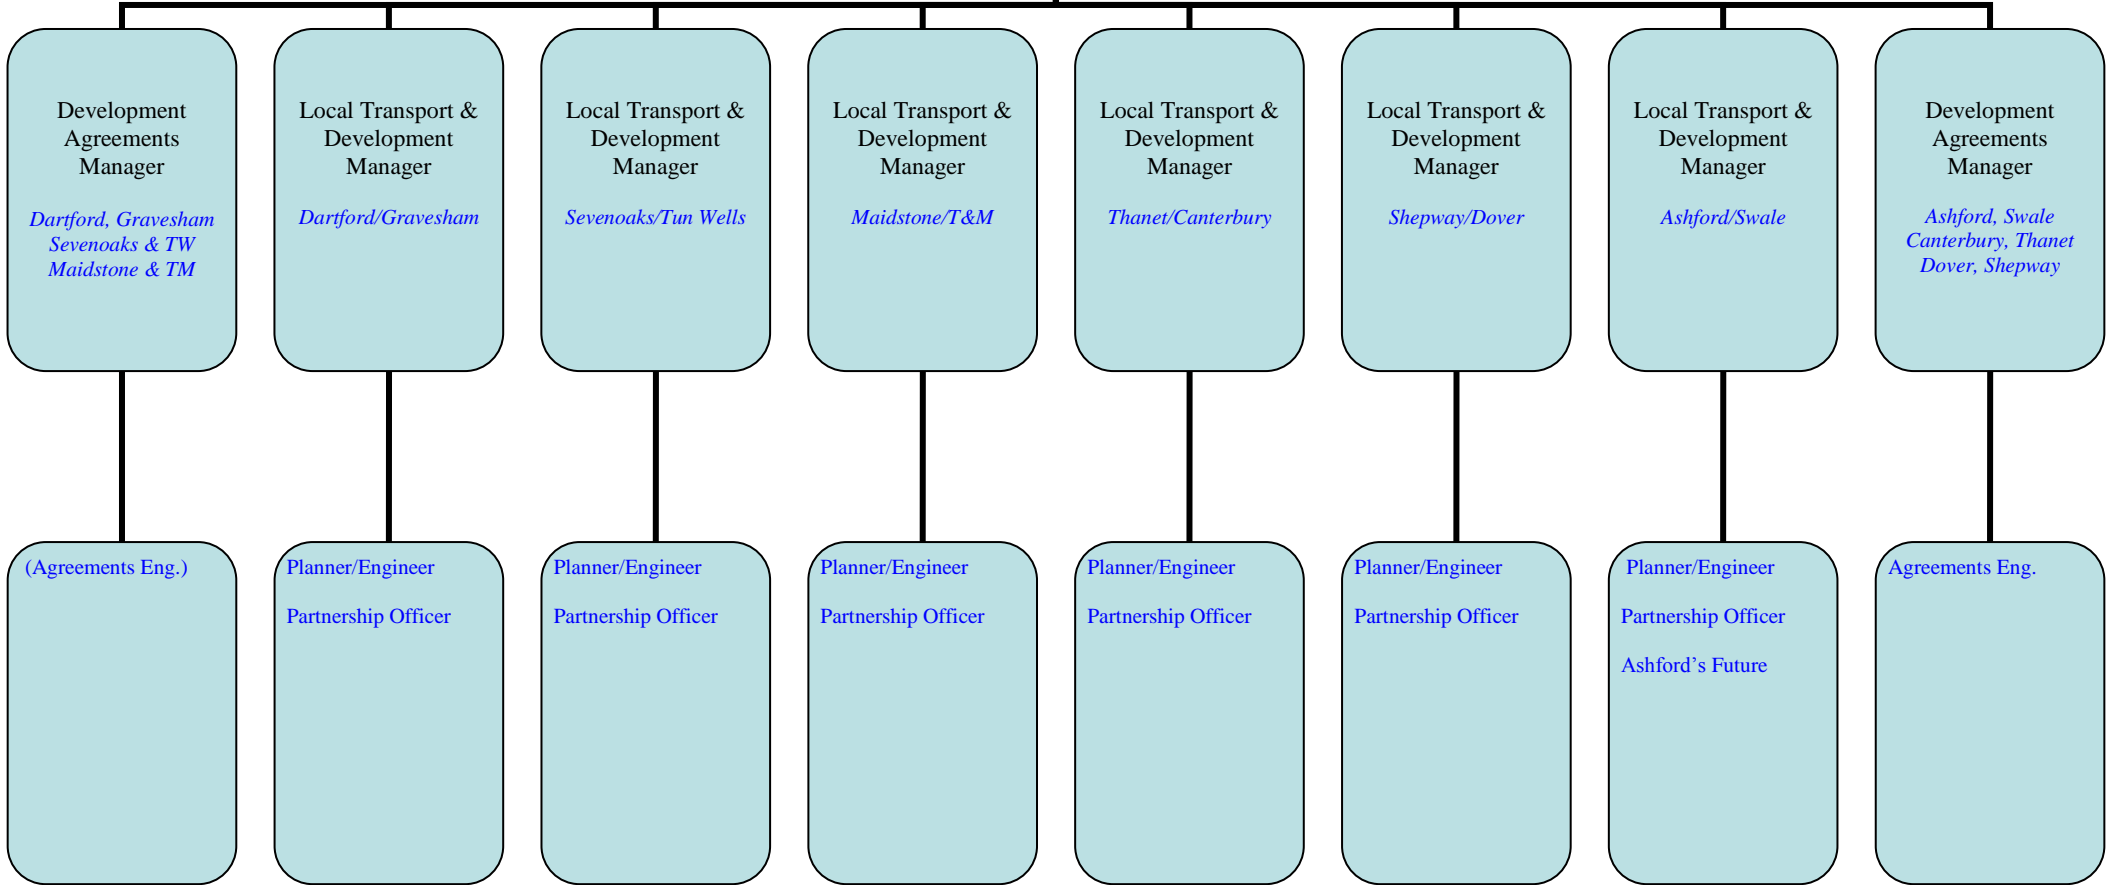 Development
Agreements
Manager
Dartford, Gravesham
Sevenoaks & TW
Maidstone & TM
Local Transport &
Development
Manager
Dartford/Gravesham
Local Transport &
Development
Manager
Sevenoaks/Tun Wells
Local Transport &
Development
Manager
Maidstone/T&M
Local Transport &
Development
Manager
Thanet/Canterbury
Local Transport &
Development
Manager
Shepway/Dover
Local Transport &
Development
Manager
Ashford/Swale
Development
Agreements
Manager
Ashford, Swale
Canterbury, Thanet
Dover, Shepway
(Agreements Eng.)
Planner/Engineer
Partnership Officer
Planner/Engineer
Partnership Officer
Planner/Engineer
Partnership Officer
Planner/Engineer
Partnership Officer
Planner/Engineer
Partnership Officer
Planner/Engineer
Partnership Officer
Ashford’s Future
Agreements Eng.